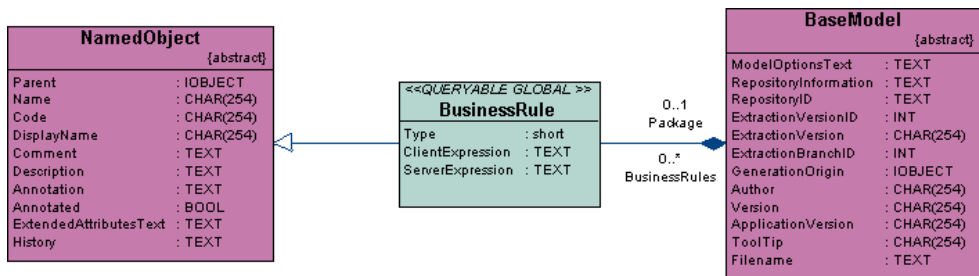 NamedObject
{abstract}
Parent : IOBJECT
Name : CHAR(254)
Code : CHAR(254)
DisplayName : CHAR(254)
Comment : TEXT
Description : TEXT
Annotation : TEXT
Annotated : BOOL
ExtendedAttributesText : TEXT
History : TEXT
<<QUERYABLE GLOBAL >>
BusinessRule
Type : short
ClientExpression : TEXT
ServerExpression : TEXT
0..1
Package
0..*
BusinessRules
BaseModel
{abstract}
ModelOptionsText : TEXT
RepositoryInformation : TEXT
RepositoryID : TEXT
ExtractionVersionID : INT
ExtractionVersion : CHAR(254)
ExtractionBranchID : INT
GenerationOrigin : IOBJECT
Author : CHAR(254)
Version : CHAR(254)
ApplicationVersion : CHAR(254)
ToolTip : CHAR(254)
Filename : TEXT